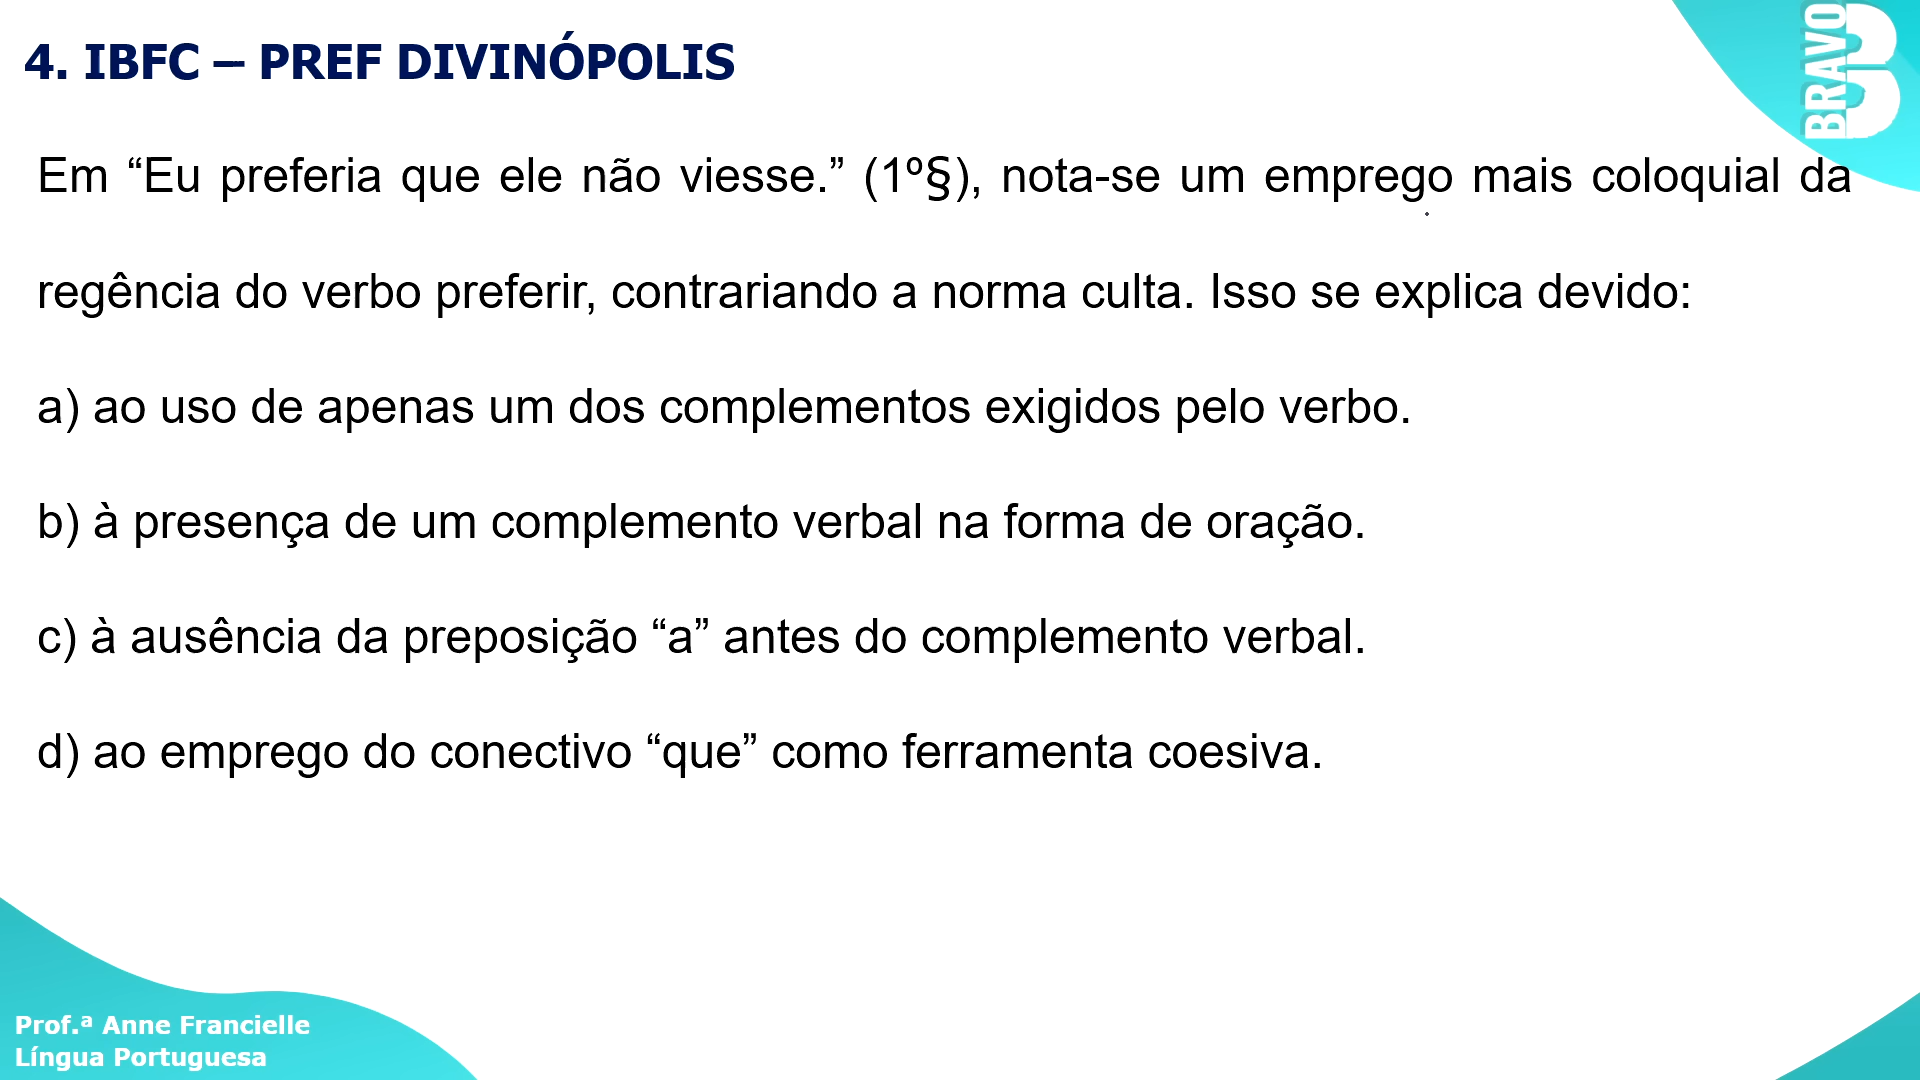 4. IBFC – PREF DIVINÓPOLIS
BRAVO
Em “Eu preferia que ele não viesse.” (1º§), nota-se um emprego mais coloquial da
regência do verbo preferir, contrariando a norma culta. Isso se explica devido:
a) ao uso de apenas um dos complementos exigidos pelo verbo.
b) à presença de um complemento verbal na forma de oração.
c) à ausência da preposição “a” antes do complemento verbal.
d) ao emprego do conectivo “que” como ferramenta coesiva.
Prof.ª Anne Francielle
Língua Portuguesa